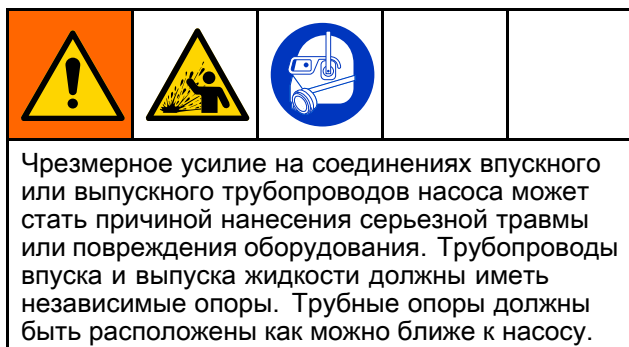 Чрезмерное усилие на соединениях впускного
или выпускного трубопроводов насоса может
стать причиной нанесения серьезной травмы
или повреждения оборудования. Трубопроводы
впуска и выпуска жидкости должны иметь
независимые опоры. Трубные опоры должны
быть расположены как можно ближе к насосу.